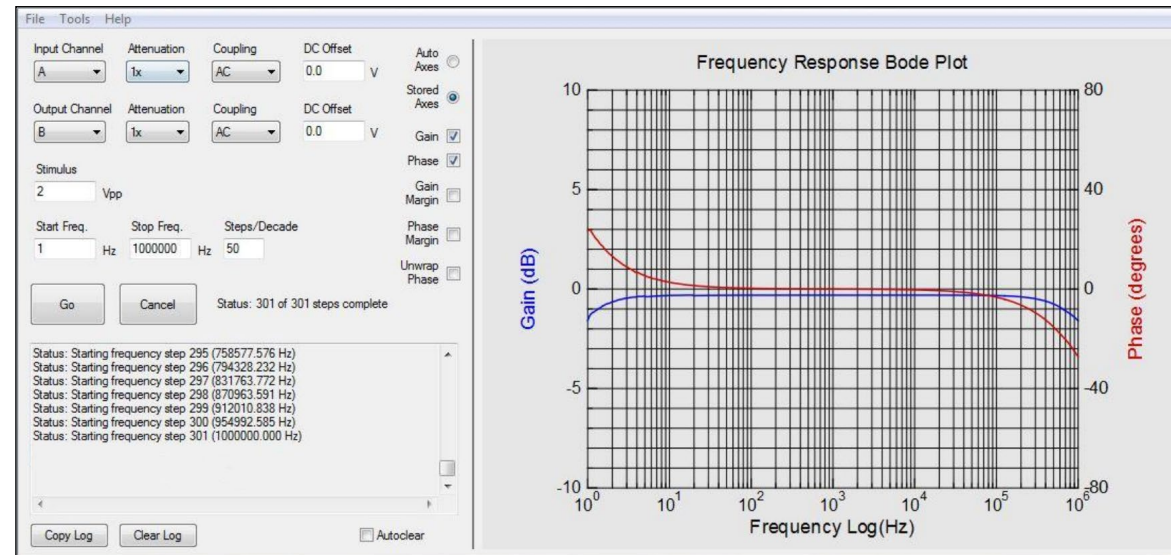 File Tools Help
Input Channel Attenuation Coupling DC Offset
A 1x AC 0.0 V
Output Channel Attenuation Coupling DC Offset
B 1x AC 0.0 V
Stimulus
2 Vpp
Start Freq. Stop Freq. Steps/Decade
1 Hz 1000000 Hz 50
Go Cancel Status: 301 of 301 steps complete
Auto
Axes
Stored
Axes
Gain
Phase
Gain
Margin
Phase
Margin
Unwrap
Phase
Status: Starting frequency step 295 (758577.576 Hz)
Status: Starting frequency step 296 (794328.232 Hz)
Status: Starting frequency step 297 (831763.772 Hz)
Status: Starting frequency step 298 (870963.591 Hz)
Status: Starting frequency step 299 (912010.838 Hz)
Status: Starting frequency step 300 (954992.585 Hz)
Status: Starting frequency step 301 (1000000.000 Hz)
Copy Log Clear Log Autoclear
Frequency Response Bode Plot
10 80
5 40
0 0
-5 -40
-10 -80
10^0 10^1 10^2 10^3 10^4 10^5 10^6
Frequency Log(Hz)
Gain (dB)
Phase (degrees)